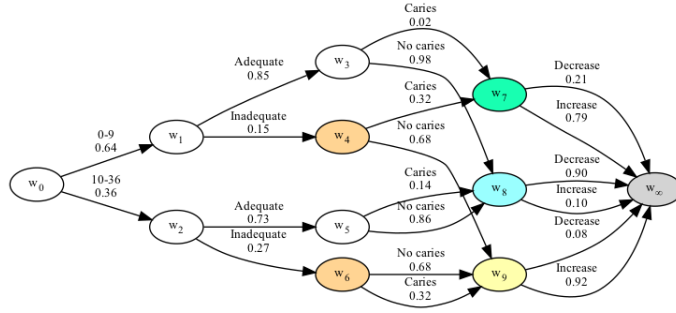 Caries
0.02
No caries
0.98
w3
Adequate
0.85
Decrease
0.21
Caries
0.32
w7
Increase
0.79
0-9
0.64
w1
Inadequate
0.15
w4
No caries
0.68
w0
Caries
0.14
Decrease
0.90
w8
w∞
10-36
0.36
Adequate
0.73
w5
No caries
0.86
Increase
0.10
w2
Inadequate
0.27
Decrease
0.08
No caries
0.68
w6
w9
Caries
0.32
Increase
0.92